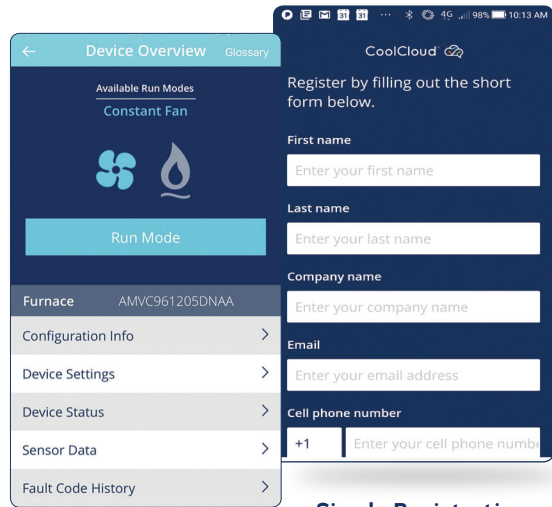 Device Overview
Glossary
Available Run Modes
Constant Fan
Run Mode
Furnace AMVC961205DNAA
Configuration Info
Device Settings
Device Status
Sensor Data
Fault Code History
31 31 ... 4G 98% 10:13 AM
CoolCloud
Register by filling out the short
form below.
First name
Enter your first name
Last name
Enter your last name
Company name
Enter your company name
Email
Enter your email address
Cell phone number
+1 Enter your cell phone